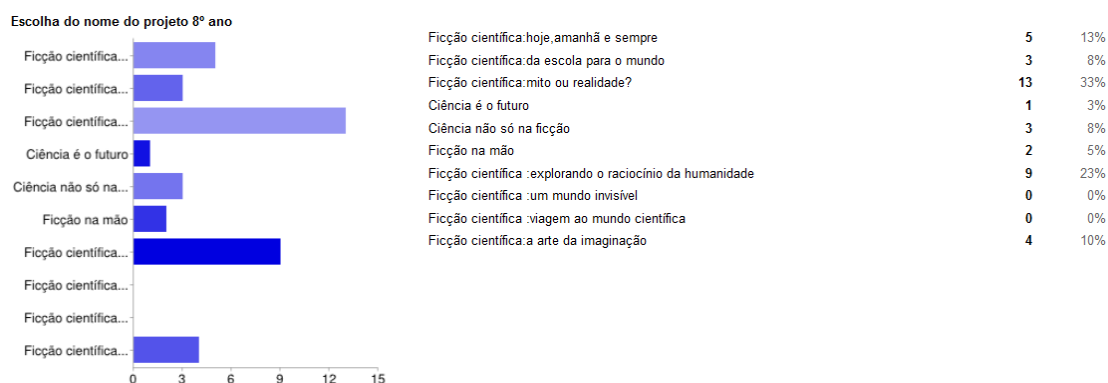 Escolha do nome do projeto 8º ano
Ficção científica...
Ficção científica...
Ficção científica...
Ciência é o futuro
Ciência não só na...
Ficção na mão
Ficção científica...
Ficção científica...
Ficção científica...
Ficção científica...
0 3 6 9 12 15
Ficção científica:hoje,amanhã e sempre 5 13%
Ficção científica:da escola para o mundo 3 8%
Ficção científica:mito ou realidade? 13 33%
Ciência é o futuro 1 3%
Ciência não só na ficção 3 8%
Ficção na mão 2 5%
Ficção científica :explorando o raciocínio da humanidade 9 23%
Ficção científica :um mundo invisível 0 0%
Ficção científica :viagem ao mundo científica 0 0%
Ficção científica:a arte da imaginação 4 10%